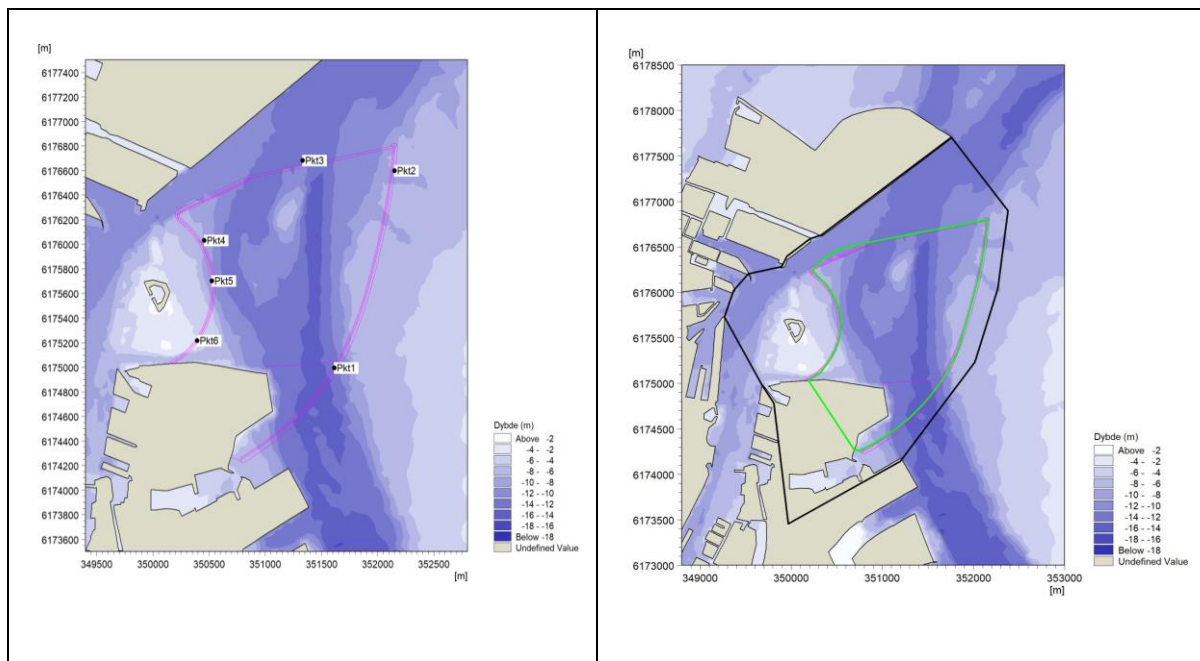 [m]
6177400
6177200
6177000
6176800
6176600
6176400
6176200
6176000
6175800
6175600
6175400
6175200
6175000
6174800
6174600
6174400
6174200
6174000
6173800
6173600
Pkt3
Pkt2
Pkt4
Pkt5
Pkt6
Pkt1
349500 350000 350500 351000 351500 352000 352500
[m]
Dybde (m)
Above -2
-4 - -2
-6 - -4
-8 - -6
-10 - -8
-12 - -10
-14 - -12
-16 - -14
-18 - -16
Below -18
Undefined Value
[m]
6178500
6178000
6177500
6177000
6176500
6176000
6175500
6175000
6174500
6174000
6173500
6173000
349000 350000 351000 352000 353000
[m]
Dybde (m)
Above -2
-4 - -2
-6 - -4
-8 - -6
-10 - -8
-12 - -10
-14 - -12
-16 - -14
-18 - -16
Below -18
Undefined Value